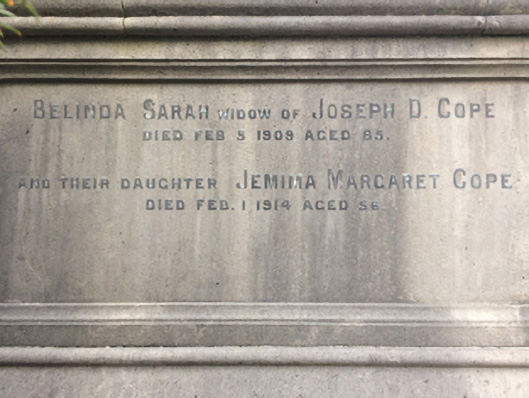 BELINDA SARAH WIDOW OF JOSEPH D. COPE
DIED FEB 5 1909 AGED 85.
AND THEIR DAUGHTER JEMIMA MARGARET COPE
DIED FEB. 1 1914 AGED 56